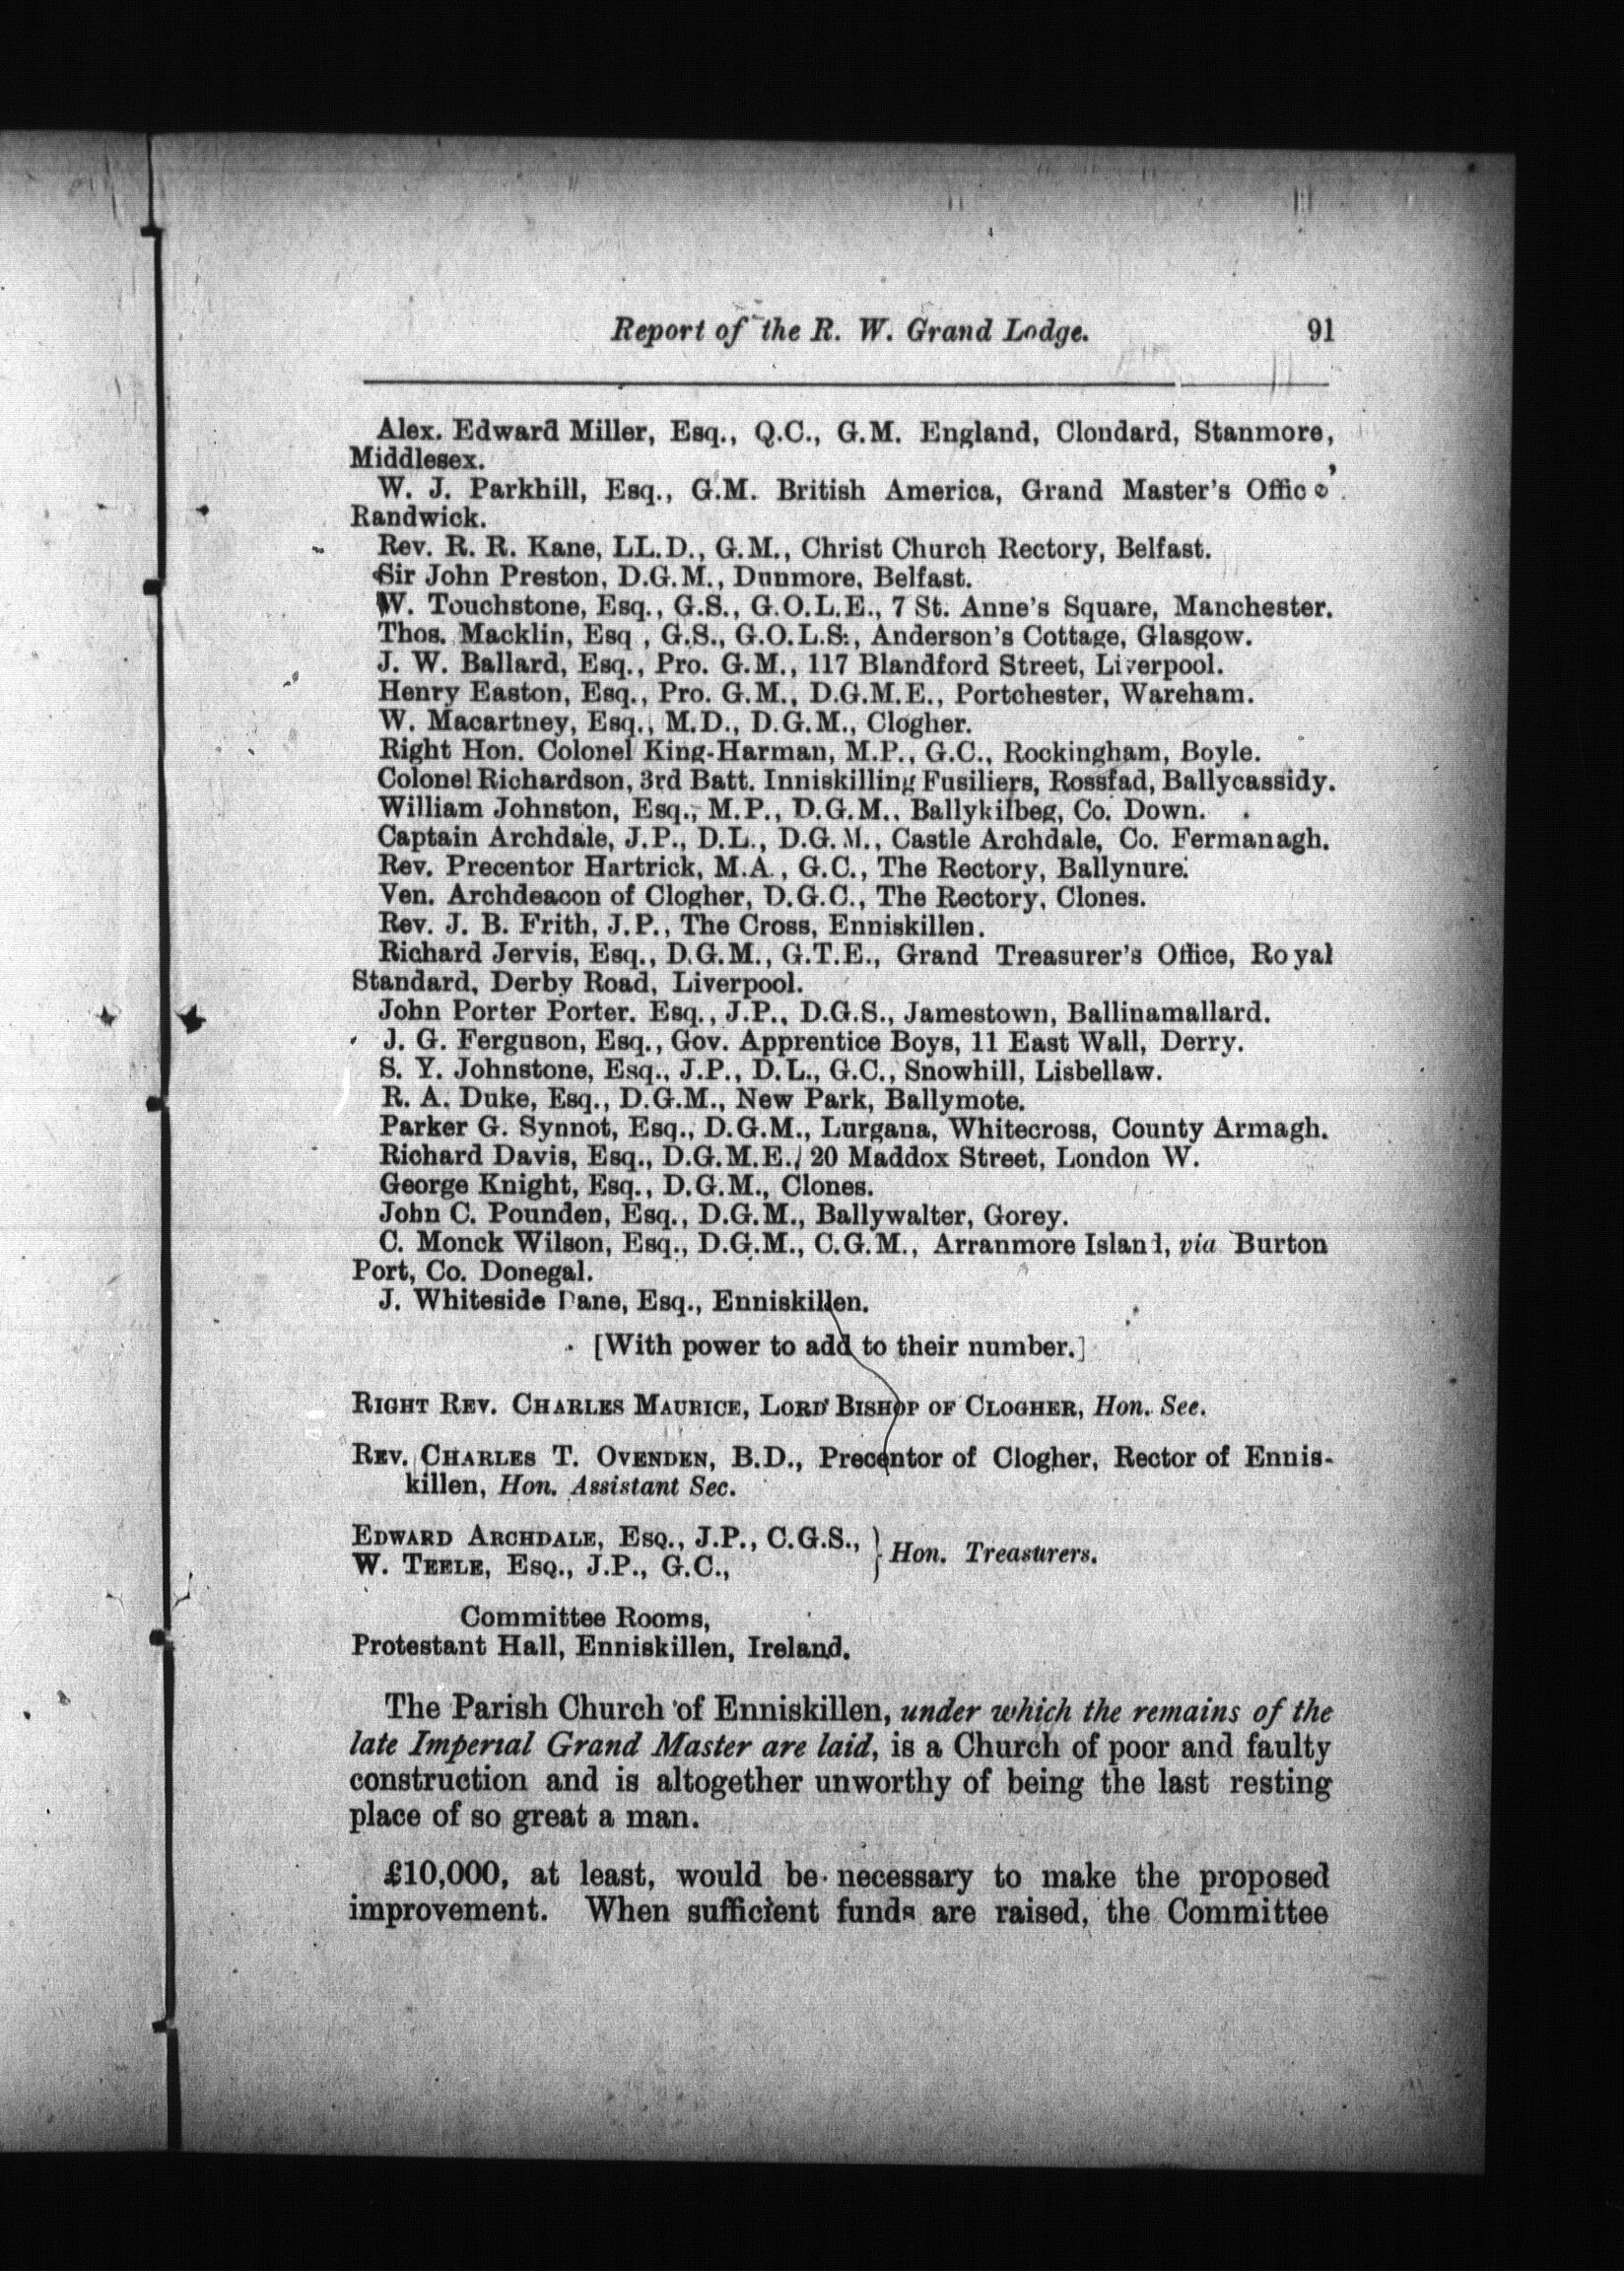 Report of the R. W. Grand Lodge. 91
Alex. Edward Miller, Esq., Q.C., G.M. England, Cloudard, Stanmore,
Middlesex.
W. J. Parkhill, Esq., G.M. British America, Grand Master's Office,
Randwick.
Rev. R. R. Kane, LL.D., G.M., Christ Church Rectory, Belfast.
Sir John Preston, D.G.M., Dunmore, Belfast.
W. Touchstone, Esq., G.S., G.O.L.E., 7 St. Anne's Square, Manchester.
Thos. Macklin, Esq , G.S., G.O.L.S., Anderson's Cottage, Glasgow.
J. W. Ballard, Esq., Pro. G.M., 117 Blandford Street, Liverpool.
Henry Easton, Esq., Pro. G.M., D.G.M.E., Portchester, Wareham.
W. Macartney, Esq., M.D., D.G.M., Clogher.
Right Hon. Colonel King-Harman, M.P., G.C., Rockingham, Boyle.
Colonel Richardson, 3rd Batt. Inniskilling Fusiliers, Rossfad, Ballycassidy.
William Johnston, Esq., M.P., D.G.M., Ballykilbeg, Co. Down.
Captain Archdale, J.P., D.L., D.G.M., Castle Archdale, Co. Fermanagh.
Rev. Precentor Hartrick, M.A., G.C., The Rectory, Ballynure.
Ven. Archdeacon of Clogher, D.G.C., The Rectory, Clones.
Rev. J. B. Frith, J.P., The Cross, Enniskillen.
Richard Jervis, Esq., D.G.M., G.T.E., Grand Treasurer's Office, Royal
Standard, Derby Road, Liverpool.
John Porter Porter, Esq., J.P., D.G.S., Jamestown, Ballinamallard.
J. G. Ferguson, Esq., Gov. Apprentice Boys, 11 East Wall, Derry.
S. Y. Johnstone, Esq., J.P., D.L., G.C., Snowhill, Lisbellaw.
R. A. Duke, Esq., D.G.M., New Park, Ballymote.
Parker G. Synnot, Esq., D.G.M., Lurgana, Whitecross, County Armagh.
Richard Davis, Esq., D.G.M.E., 20 Maddox Street, London W.
George Knight, Esq., D.G.M., Clones.
John C. Pounden, Esq., D.G.M., Ballywalter, Gorey.
C. Monck Wilson, Esq., D.G.M., C.G.M., Arranmore Island, via Burton
Port, Co. Donegal.
J. Whiteside Dane, Esq., Enniskillen.
[With power to add to their number.]
RIGHT REV. CHARLES MAURICE, LORD BISHOP OF CLOGHER, Hon. Sec.
REV. CHARLES T. OVENDEN, B.D., Precentor of Clogher, Rector of Ennis-
killen, Hon. Assistant Sec.
EDWARD ARCHDALE, ESQ., J.P., C.G.S.,
W. TEELE, ESQ., J.P., G.C., } Hon. Treasurers.
Committee Rooms,
Protestant Hall, Enniskillen, Ireland.
The Parish Church of Enniskillen, under which the remains of the
late Imperial Grand Master are laid, is a Church of poor and faulty
construction and is altogether unworthy of being the last resting
place of so great a man.
£10,000, at least, would be necessary to make the proposed
improvement. When sufficient funds are raised, the Committee